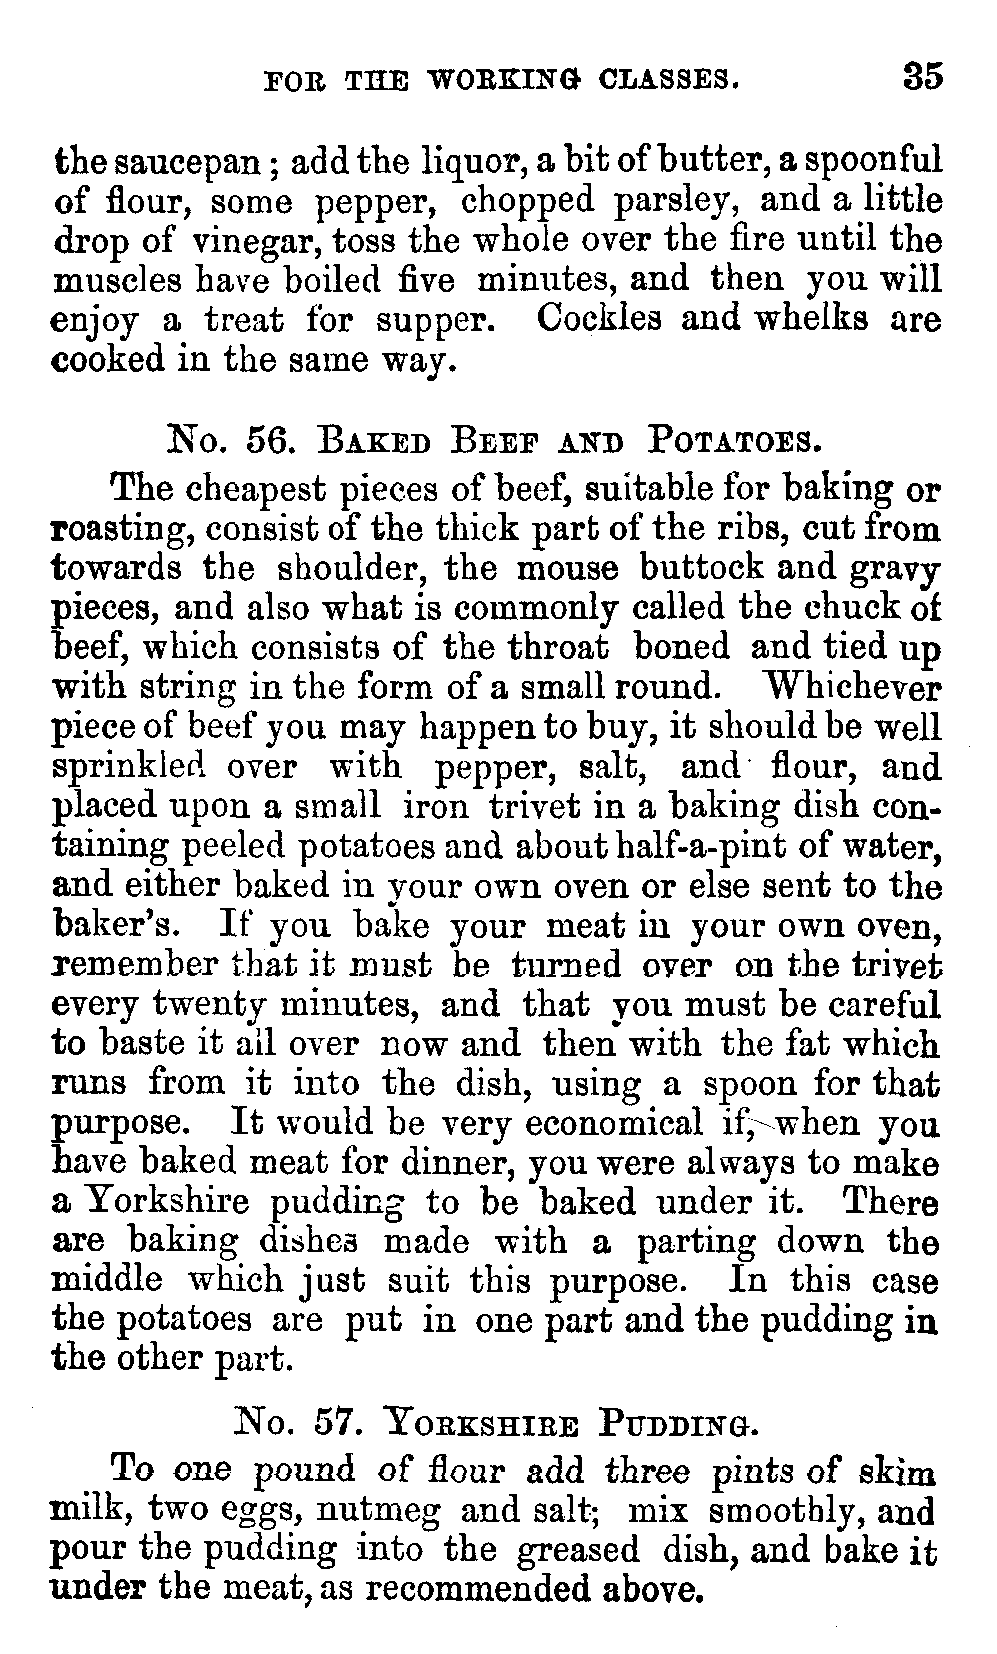 FOR THE WORKING CLASSES. 35
the saucepan; add the liquor, a bit of butter, a spoonful
of flour, some pepper, chopped parsley, and a little
drop of vinegar, toss the whole over the fire until the
muscles have boiled five minutes, and then you will
enjoy a treat for supper. Cockles and whelks are
cooked in the same way.
No. 56. BAKED BEEF AND POTATOES.
The cheapest pieces of beef, suitable for baking or
roasting, consist of the thick part of the ribs, cut from
towards the shoulder, the mouse buttock and gravy
pieces, and also what is commonly called the chuck of
beef, which consists of the throat boned and tied up
with string in the form of a small round. Whichever
piece of beef you may happen to buy, it should be well
sprinkled over with pepper, salt, and flour, and
placed upon a small iron trivet in a baking dish con-
taining peeled potatoes and about half-a-pint of water,
and either baked in your own oven or else sent to the
baker's. If you bake your meat in your own oven,
remember that it must be turned over on the trivet
every twenty minutes, and that you must be careful
to baste it all over now and then with the fat which
runs from it into the dish, using a spoon for that
purpose. It would be very economical if, when you
have baked meat for dinner, you were always to make
a Yorkshire pudding to be baked under it. There
are baking dishes made with a parting down the
middle which just suit this purpose. In this case
the potatoes are put in one part and the pudding in
the other part.
No. 57. YORKSHIRE PUDDING.
To one pound of flour add three pints of skim
milk, two eggs, nutmeg and salt; mix smoothly, and
pour the pudding into the greased dish, and bake it
under the meat, as recommended above.